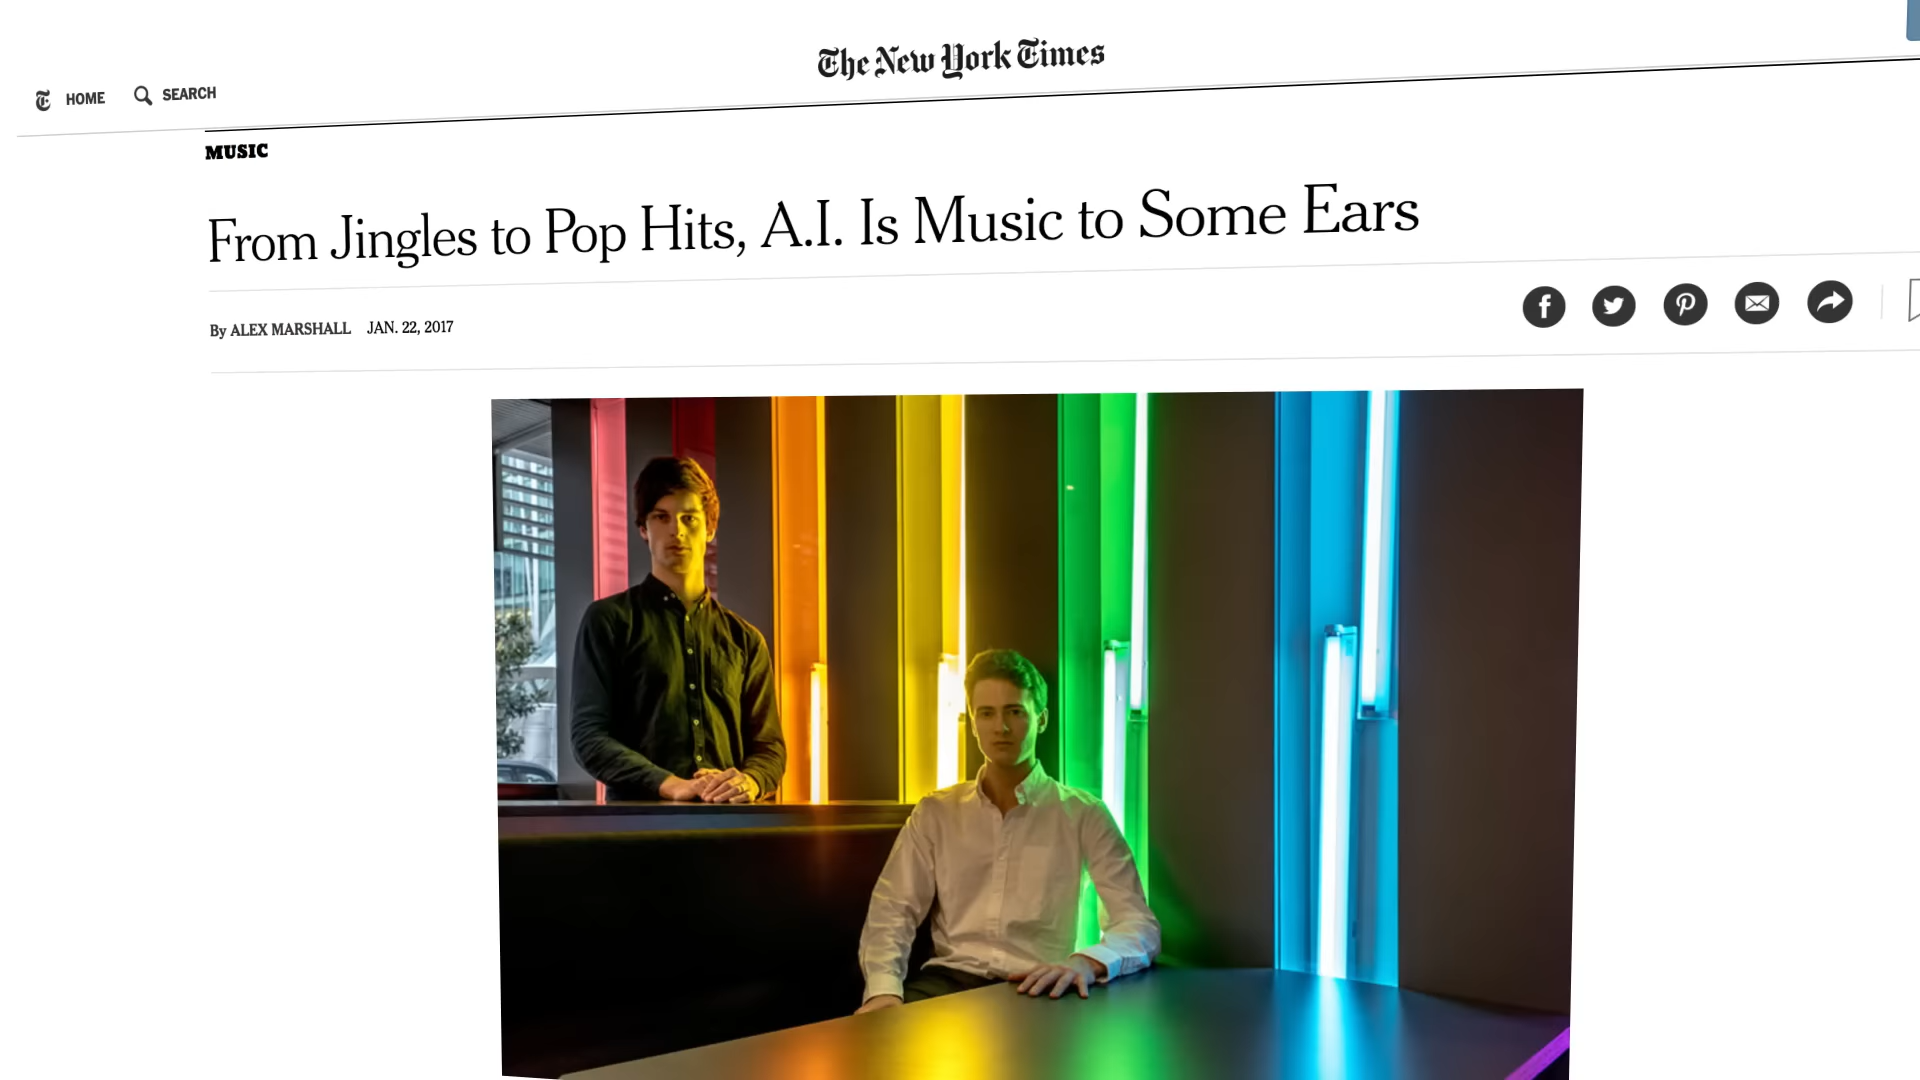 The New York Times
HOME SEARCH
MUSIC
From Jingles to Pop Hits, A.I. Is Music to Some Ears
By ALEX MARSHALL JAN. 22, 2017